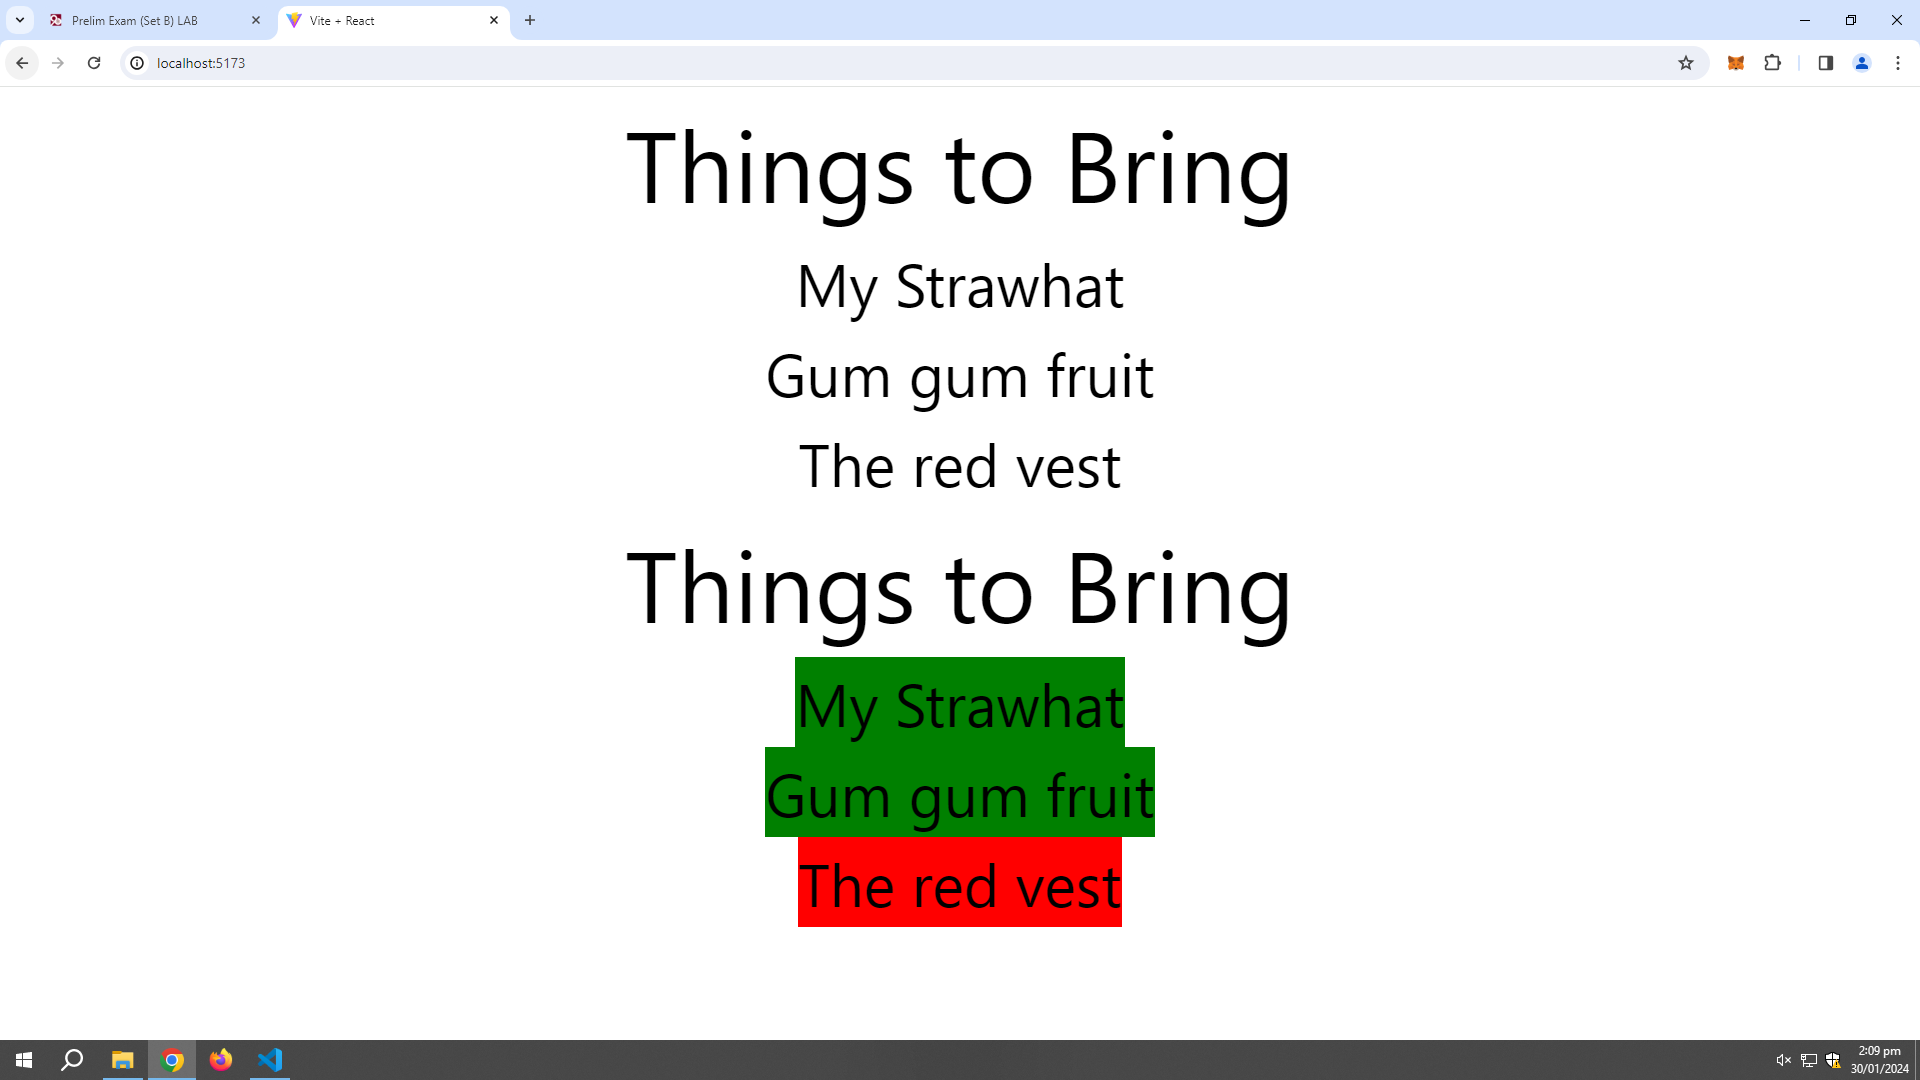 Prelim Exam (Set B) LAB
Vite + React
localhost:5173
Things to Bring
My Strawhat
Gum gum fruit
The red vest
Things to Bring
My Strawhat
Gum gum fruit
The red vest
2:09 pm
30/01/2024